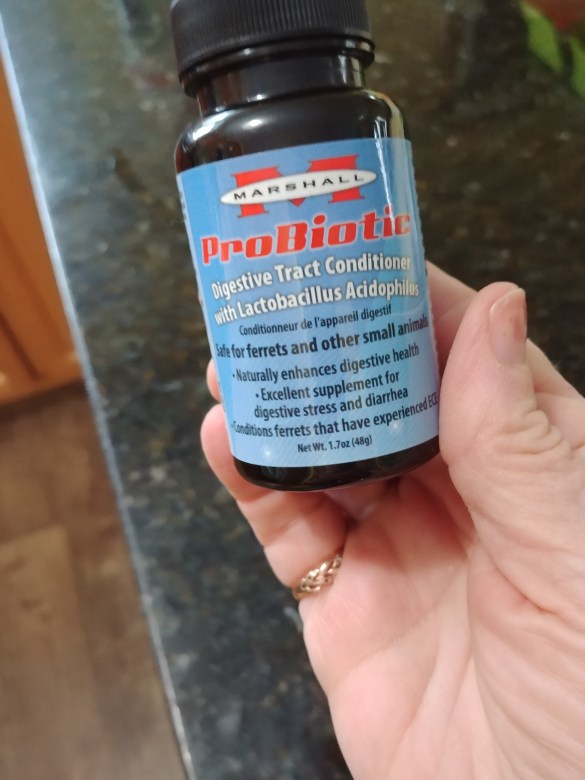 MARSHALL
ProBiotic
Digestive Tract Conditioner
with Lactobacillus Acidophilus
Conditionneur de l'appareil digestif
Safe for ferrets and other small animals
•Naturally enhances digestive health
•Excellent supplement for
digestive stress and diarrhea
•Conditions ferrets that have experienced ECE
Net Wt. 1.7oz (48g)